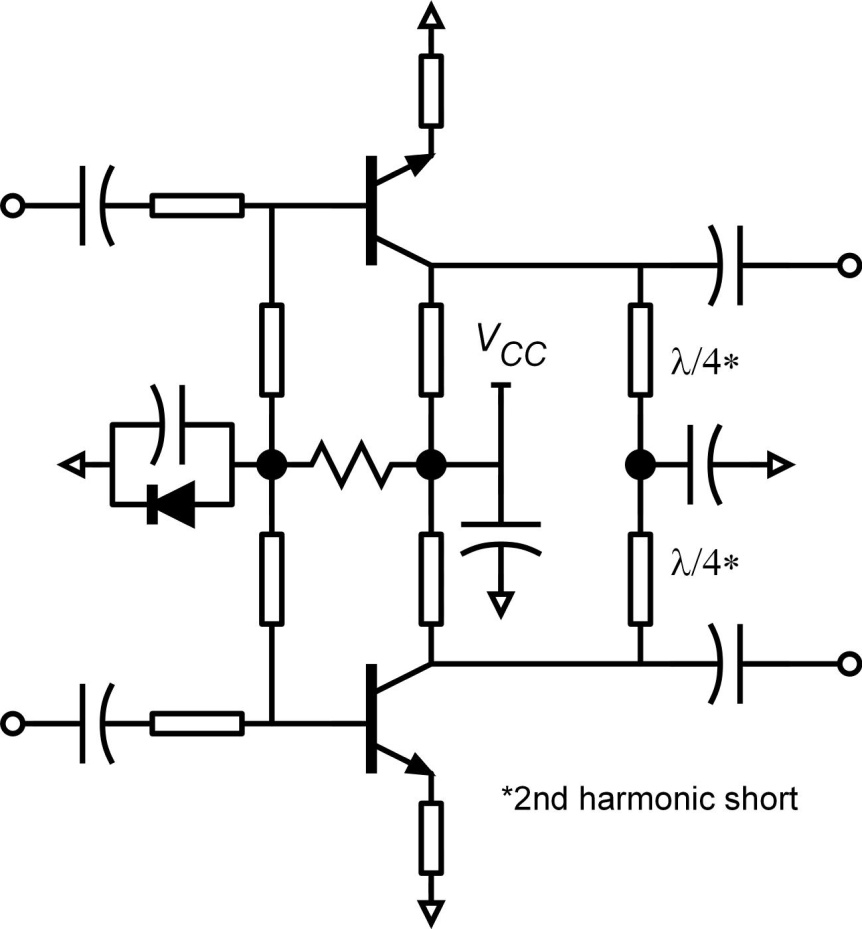 V_CC
λ/4*
λ/4*
*2nd harmonic short